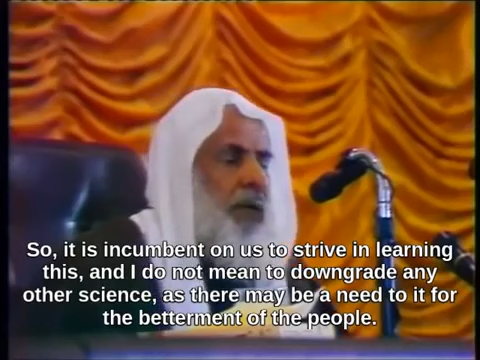 So, it is incumbent on us to strive in learning
this, and I do not mean to downgrade any
other science, as there may be a need to it for
the betterment of the people.